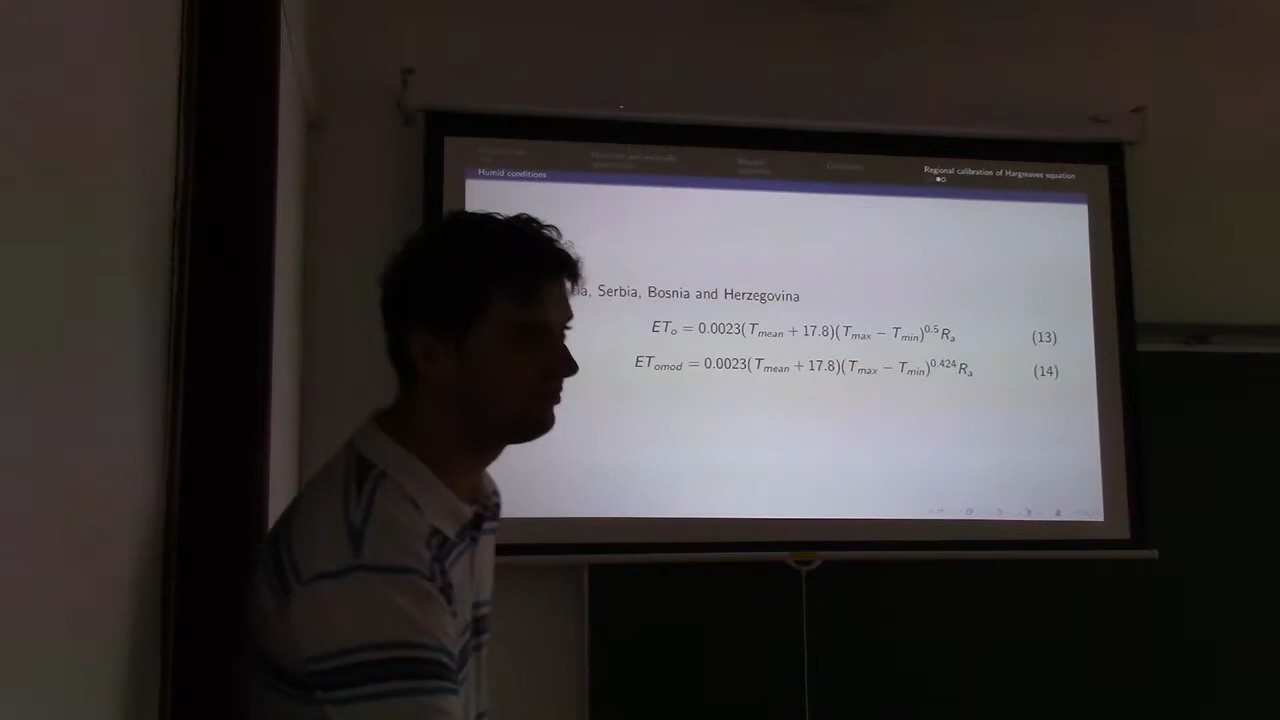 Regional calibration of Hargreaves equation
Humid conditions
Serbia, Bosnia and Herzegovina
ET_o = 0.0023(T_mean + 17.8)(T_max − T_min)^0.5 R_a (13)
ET_omod = 0.0023(T_mean + 17.8)(T_max − T_min)^0.424 R_a (14)